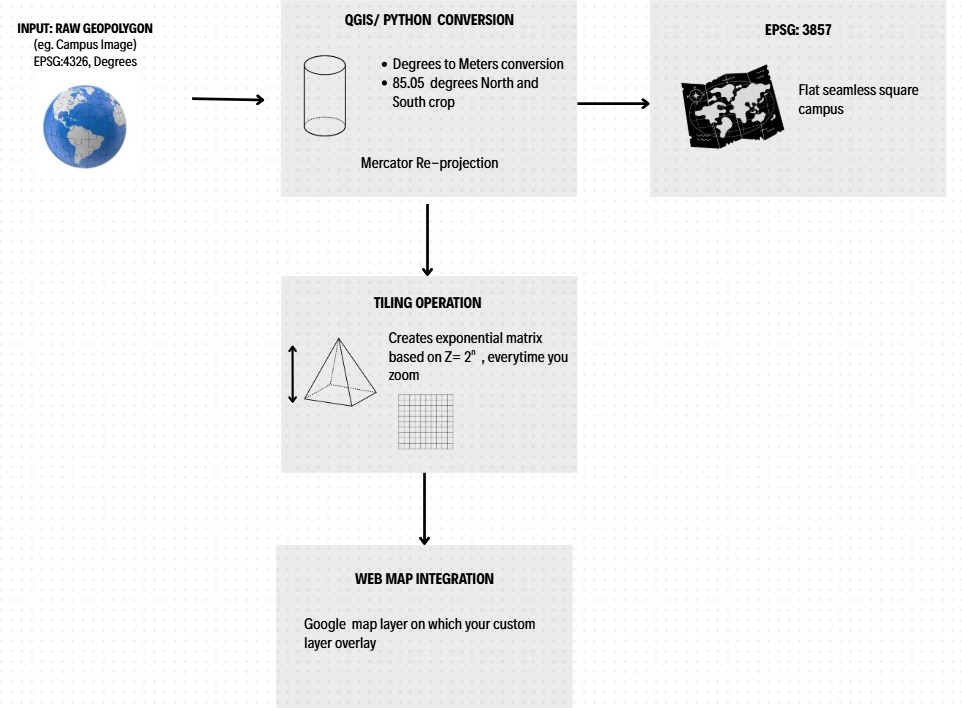 INPUT: RAW GEOPOLYGON
(eg. Campus Image)
EPSG:4326, Degrees
QGIS/ PYTHON CONVERSION
• Degrees to Meters conversion
• 85.05 degrees North and
South crop
Mercator Re-projection
EPSG: 3857
Flat seamless square
campus
TILING OPERATION
Creates exponential matrix
based on Z= 2ⁿ , everytime you
zoom
WEB MAP INTEGRATION
Google map layer on which your custom
layer overlay